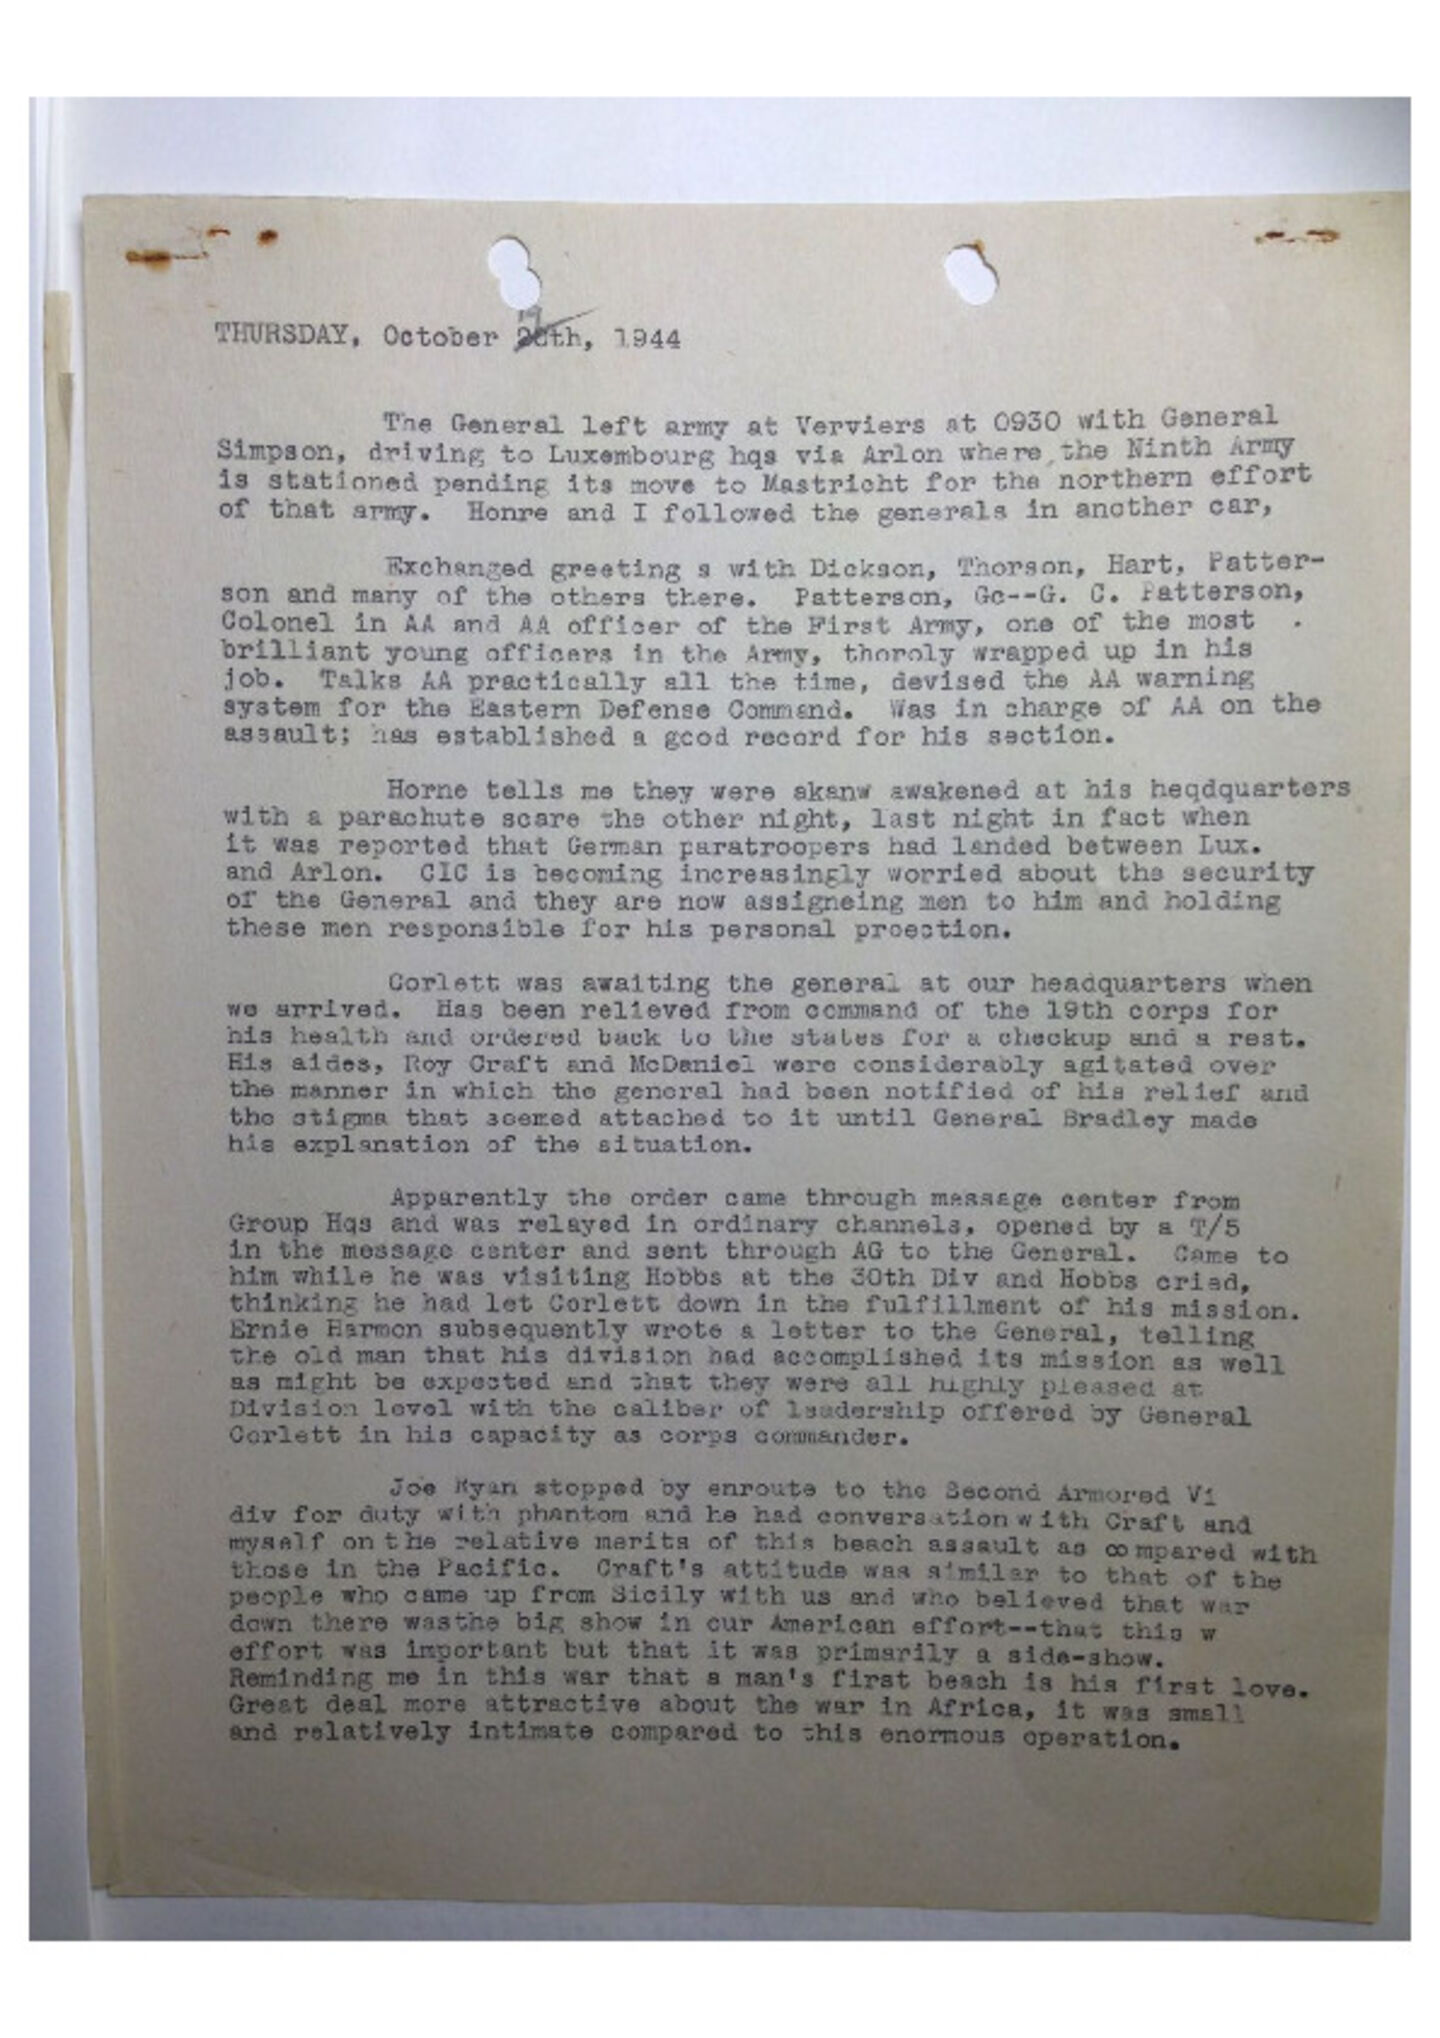 THURSDAY, October 20th, 1944
The General left army at Verviers at 0930 with General
Simpson, driving to Luxembourg hqs via Arlon where the Ninth Army
is stationed pending its move to Mastricht for the northern effort
of that army. Honre and I followed the generals in another car,
Exchanged greeting s with Dickson, Thorson, Hart, Patter-
son and many of the others there. Patterson, Gc--G. C. Patterson,
Colonel in AA and AA officer of the First Army, one of the most .
brilliant young officers in the Army, thoroly wrapped up in his
job. Talks AA practically all the time, devised the AA warning
system for the Eastern Defense Command. Was in charge of AA on the
assault; has established a good record for his section.
Horne tells me they were akanw awakened at his heqdquarters
with a parachute scare the other night, last night in fact when
it was reported that German paratroopers had landed between Lux.
and Arlon. CIC is becoming increasingly worried about the security
of the General and they are now assigneing men to him and holding
these men responsible for his personal proection.
Corlett was awaiting the general at our headquarters when
we arrived. Has been relieved from command of the 19th corps for
his health and ordered back to the states for a checkup and a rest.
His aides, Roy Craft and McDaniel were considerably agitated over
the manner in which the general had been notified of his relief and
the stigma that seemed attached to it until General Bradley made
his explanation of the situation.
Apparently the order came through message center from
Group Hqs and was relayed in ordinary channels, opened by a T/5
in the message center and sent through AG to the General. Came to
him while he was visiting Hobbs at the 30th Div and Hobbs cried,
thinking he had let Corlett down in the fulfillment of his mission.
Ernie Harmon subsequently wrote a letter to the General, telling
the old man that his division had accomplished its mission as well
as might be expected and that they were all highly pleased at
Division level with the caliber of leadership offered by General
Corlett in his capacity as corps commander.
Joe Ryan stopped by enroute to the Second Armored Vi
div for duty with phantom and he had conversation with Craft and
myself on the relative merits of this beach assault as compared with
those in the Pacific. Craft's attitude was similar to that of the
people who came up from Sicily with us and who believed that war
down there wasthe big show in our American effort--that this w
effort was important but that it was primarily a side-show.
Reminding me in this war that a man's first beach is his first love.
Great deal more attractive about the war in Africa, it was small
and relatively intimate compared to this enormous operation.